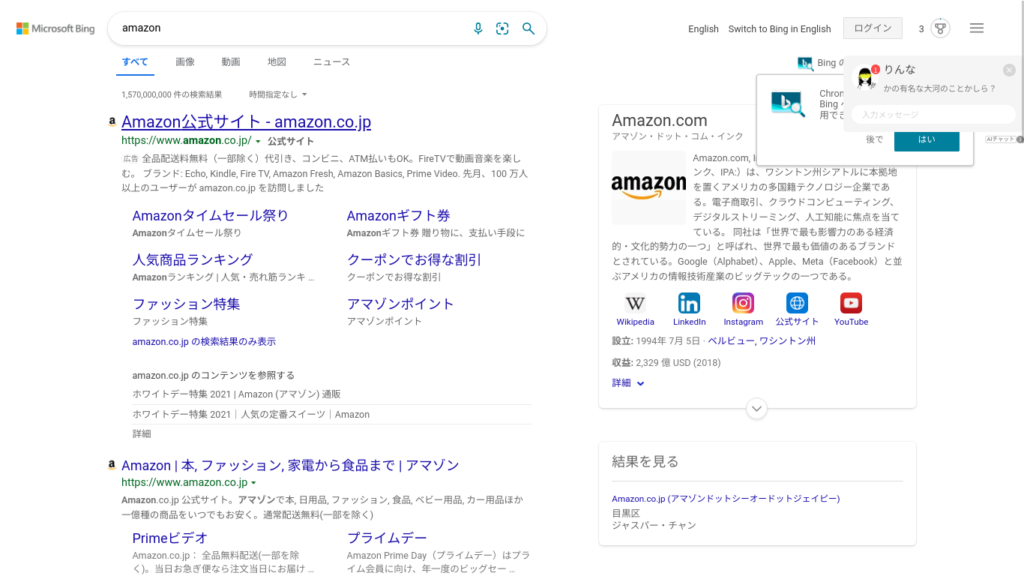 Microsoft Bing
amazon
English
Switch to Bing in English
ログイン
3
すべて
画像
動画
地図
ニュース
1,570,000,000 件の検索結果
時間指定なし
Amazon公式サイト - amazon.co.jp
https://www.amazon.co.jp/
公式サイト
広告 全品配送料無料（一部除く）代引き、コンビニ、ATM払いもOK。FireTVで動画音楽を楽し
む。 ブランド: Echo, Kindle, Fire TV, Amazon Fresh, Amazon Basics, Prime Video. 先月、100 万人
以上のユーザーが amazon.co.jp を訪問しました
Amazonタイムセール祭り
Amazonタイムセール祭り
Amazonギフト券
Amazonギフト券 贈り物に、支払い手段に
人気商品ランキング
Amazonランキング | 人気・売れ筋ランキ ...
クーポンでお得な割引
クーポンでお得な割引
ファッション特集
ファッション特集
アマゾンポイント
アマゾンポイント
amazon.co.jp の検索結果のみ表示
amazon.co.jp のコンテンツを参照する
ホワイトデー特集 2021 | Amazon (アマゾン) 通販
ホワイトデー特集 2021｜人気の定番スイーツ｜Amazon
詳細
Amazon | 本, ファッション, 家電から食品まで | アマゾン
https://www.amazon.co.jp
Amazon.co.jp 公式サイト。アマゾンで本, 日用品, ファッション, 食品, ベビー用品, カー用品ほか
一億種の商品をいつでもお安く。通常配送無料(一部を除く)
Primeビデオ
Amazon.co.jp： 全品無料配送(一部を除
く)。当日お急ぎ便なら注文当日にお届け ...
プライムデー
Amazon Prime Day（プライムデー）はプラ
イム会員に向け、年一度のビッグセー ...
Bing の
Chron
Bing
用でき
後で
はい
1
りんな
かの有名な大河のことかしら？
入力メッセージ
AIチャット
Amazon.com
アマゾン・ドット・コム・インク
amazon
Amazon.com, I
ンク、IPA:）は、ワシントン州シアトルに本拠地
を置くアメリカの多国籍テクノロジー企業であ
る。電子商取引、クラウドコンピューティング、
デジタルストリーミング、人工知能に焦点を当て
ている。 同社は「世界で最も影響力のある経済
的・文化的勢力の一つ」と呼ばれ、世界で最も価値のあるブランド
とされている。Google（Alphabet）、Apple、Meta（Facebook）と並
ぶアメリカの情報技術産業のビッグテックの一つである。
Wikipedia
LinkedIn
Instagram
公式サイト
YouTube
設立: 1994年 7月 5日 · ベルビュー, ワシントン州
収益: 2,329 億 USD (2018)
詳細
結果を見る
Amazon.co.jp (アマゾンドットシーオードットジェイピー)
目黒区
ジャスパー・チャン